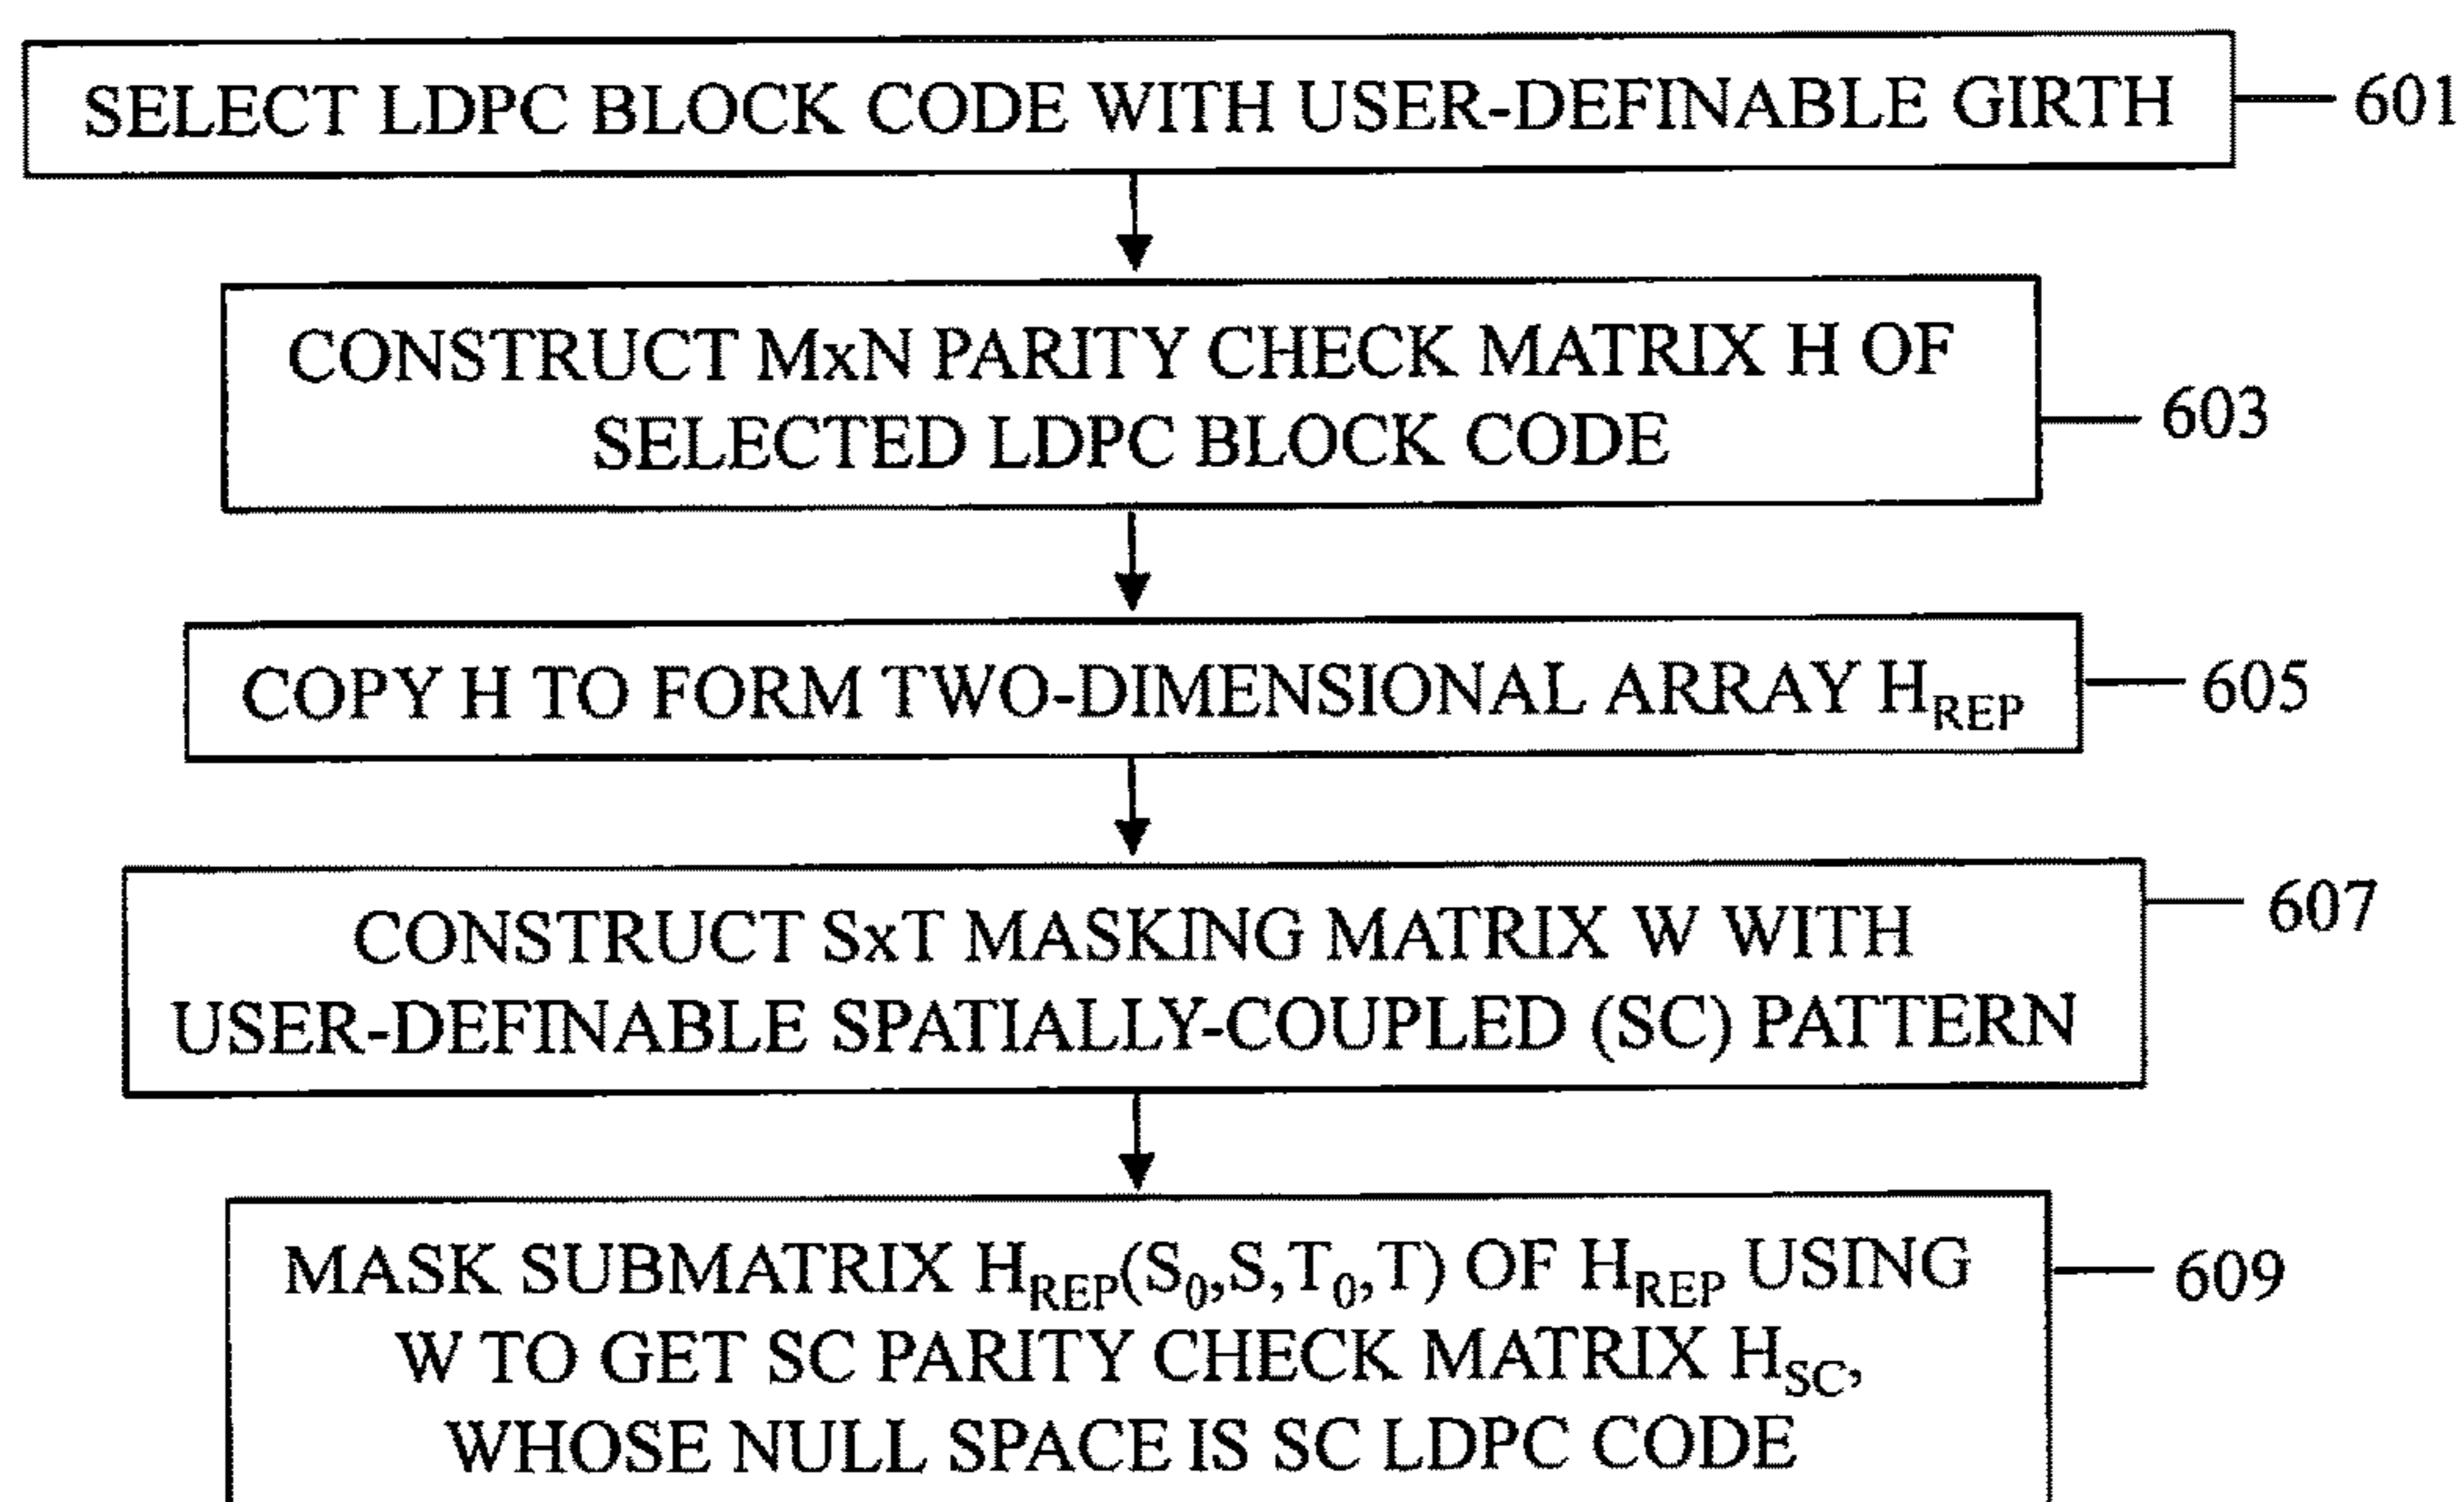 SELECT LDPC BLOCK CODE WITH USER-DEFINABLE GIRTH
601
CONSTRUCT MxN PARITY CHECK MATRIX H OF
SELECTED LDPC BLOCK CODE
603
COPY H TO FORM TWO-DIMENSIONAL ARRAY H_REP
605
CONSTRUCT SxT MASKING MATRIX W WITH
USER-DEFINABLE SPATIALLY-COUPLED (SC) PATTERN
607
MASK SUBMATRIX H_REP(S_0,S,T_0,T) OF H_REP USING
W TO GET SC PARITY CHECK MATRIX H_SC,
WHOSE NULL SPACE IS SC LDPC CODE
609